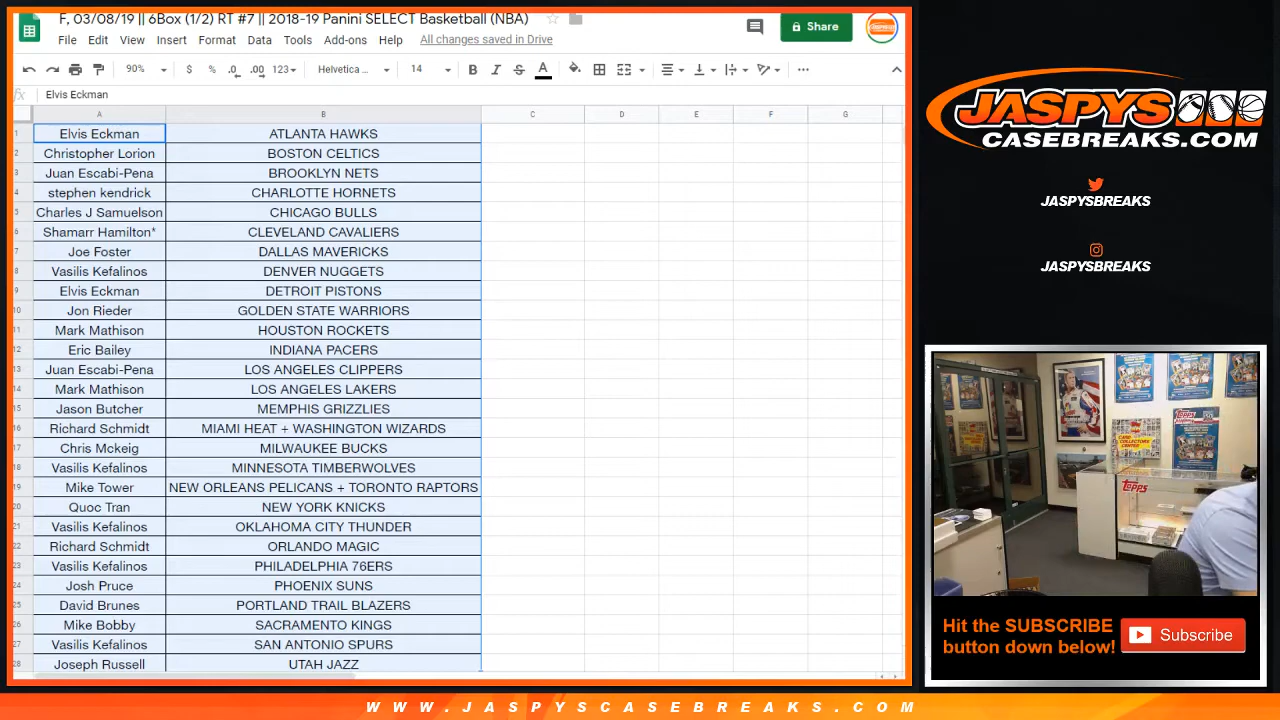 F, 03/08/19 || 6Box (1/2) RT #7 || 2018-19 Panini SELECT Basketball (NBA)
File Edit View Insert Format Data Tools Add-ons Help All changes saved in Drive
Share
90% $ % .0 .00 123 Helvetica ... 14 B I S A
fx Elvis Eckman
A B C D E F G
1 Elvis Eckman ATLANTA HAWKS
2 Christopher Lorion BOSTON CELTICS
3 Juan Escabi-Pena BROOKLYN NETS
4 stephen kendrick CHARLOTTE HORNETS
5 Charles J Samuelson CHICAGO BULLS
6 Shamarr Hamilton* CLEVELAND CAVALIERS
7 Joe Foster DALLAS MAVERICKS
8 Vasilis Kefalinos DENVER NUGGETS
9 Elvis Eckman DETROIT PISTONS
10 Jon Rieder GOLDEN STATE WARRIORS
11 Mark Mathison HOUSTON ROCKETS
12 Eric Bailey INDIANA PACERS
13 Juan Escabi-Pena LOS ANGELES CLIPPERS
14 Mark Mathison LOS ANGELES LAKERS
15 Jason Butcher MEMPHIS GRIZZLIES
16 Richard Schmidt MIAMI HEAT + WASHINGTON WIZARDS
17 Chris Mckeig MILWAUKEE BUCKS
18 Vasilis Kefalinos MINNESOTA TIMBERWOLVES
19 Mike Tower NEW ORLEANS PELICANS + TORONTO RAPTORS
20 Quoc Tran NEW YORK KNICKS
21 Vasilis Kefalinos OKLAHOMA CITY THUNDER
22 Richard Schmidt ORLANDO MAGIC
23 Vasilis Kefalinos PHILADELPHIA 76ERS
24 Josh Pruce PHOENIX SUNS
25 David Brunes PORTLAND TRAIL BLAZERS
26 Mike Bobby SACRAMENTO KINGS
27 Vasilis Kefalinos SAN ANTONIO SPURS
28 Joseph Russell UTAH JAZZ
JASPYS
CASEBREAKS.COM
JASPYSBREAKS
JASPYSBREAKS
TOPPS
Hit the SUBSCRIBE
button down below!
Subscribe
WWW.JASPYSCASEBREAKS.COM